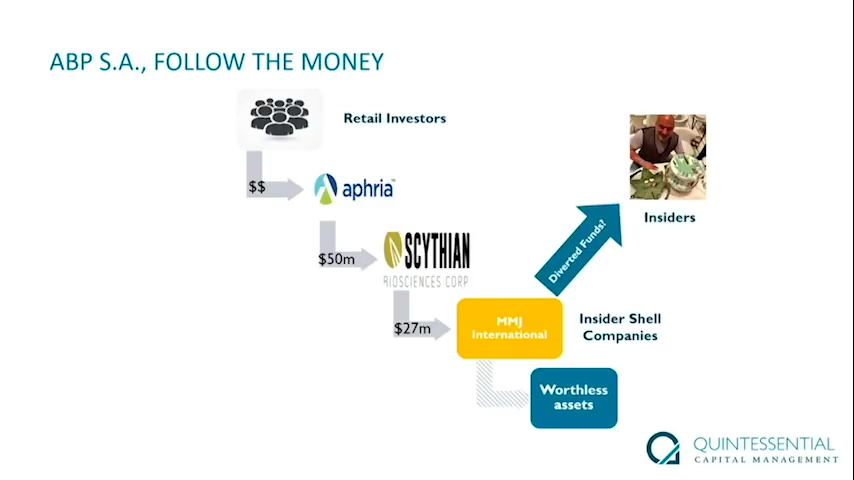 ABP S.A., FOLLOW THE MONEY
Retail Investors
$$
aphria™
$50m
SCYTHIAN
BIOSCIENCES CORP
$27m
MMJ
International
Diverted Funds?
Insiders
Insider Shell
Companies
Worthless
assets
QUINTESSENTIAL
CAPITAL MANAGEMENT